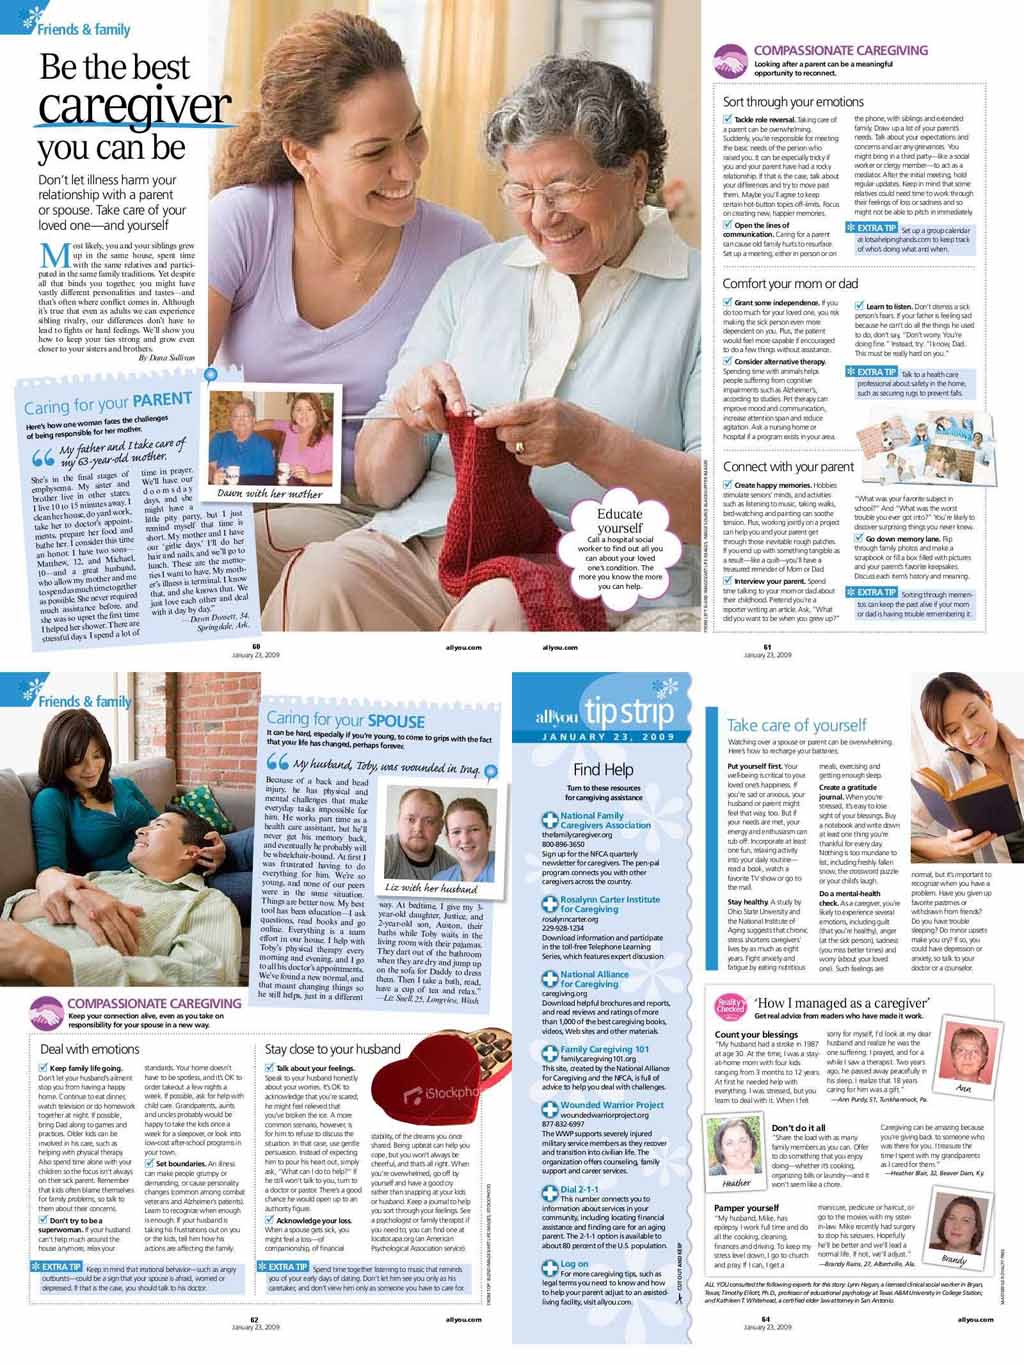 Friends & family
Be the best
caregiver
you can be
Don't let illness harm your
relationship with a parent
or spouse. Take care of your
loved one—and yourself
Most likely, you and your siblings grew
up in the same house, spent time
with the same relatives and partici-
pated in the same family traditions. Yet despite
all that binds you together, you might have
vastly different personalities and tastes—and
that's often where conflict comes in. Although
it's true that even as adults we can experience
sibling rivalry, our differences don't have to
lead to fights or hard feelings. We'll show you
how to keep your ties strong and grow even
closer to your sisters and brothers.
By Dana Sullivan
Caring for your PARENT
Here's how one woman faces the challenges
of being responsible for her mother.
My father and I take care of
my 63-year-old mother.
She's in the final stages of
emphysema. My sister and
brother live in other states.
I live 10 to 15 minutes away. I
clean her house, do yard work,
take her to doctor's appoint-
ments, prepare her food and
bathe her. I consider this time
an honor. I have two sons—
Matthew, 12, and Michael,
10—and a great husband,
who allow my mother and me
to spend as much time together
as possible. She never required
much assistance before, and
she was so upset the first time
I helped her shower. There are
stressful days. I spend a lot of
time in prayer.
We'll have our
doomsday
days, and she
might have a
little pity party, but I just
remind myself that time is
short. My mother and I have
our 'girlie days.' I'll do her
hair and nails, and we'll go to
lunch. These are the memo-
ries I want to have. My moth-
er's illness is terminal. I know
that, and she knows that. We
just love each other and deal
with it day by day."
—Dawn Dossett, 34,
Springdale, Ark.
Dawn with her mother
Educate
yourself
Call a hospital social
worker to find out all you
can about your loved
one's condition. The
more you know the more
you can help.
60
January 23, 2009
allyou.com
COMPASSIONATE CAREGIVING
Looking after a parent can be a meaningful
opportunity to reconnect.
Sort through your emotions
Tackle role reversal. Taking care of
a parent can be overwhelming.
Suddenly, you're responsible for meeting
the basic needs of the person who
raised you. It can be especially tricky if
you and your parent have had a rocky
relationship. If that is the case, talk about
your differences and try to move past
them. Maybe you'll agree to keep
certain hot-button topics off-limits. Focus
on creating new, happier memories.
Open the lines of
communication. Caring for a parent
can cause old family hurts to resurface.
Set up a meeting, either in person or on
the phone, with siblings and extended
family. Draw up a list of your parent's
needs. Talk about your expectations and
concerns and air any grievances. You
might bring in a third party—like a social
worker or clergy member—to act as a
mediator. After the initial meeting, hold
regular updates. Keep in mind that some
relatives could need time to work through
their feelings of loss or sadness and so
might not be able to pitch in immediately.
EXTRA TIP Set up a group calendar
at lotsahelpinghands.com to keep track
of who's doing what and when.
Comfort your mom or dad
Grant some independence. If you
do too much for your loved one, you risk
making the sick person even more
dependent on you. Plus, the patient
would feel more capable if encouraged
to do a few things without assistance.
Consider alternative therapy.
Spending time with animals helps
people suffering from cognitive
impairments such as Alzheimer's,
according to studies. Pet therapy can
improve mood and communication,
increase attention span and reduce
agitation. Ask a nursing home or
hospital if a program exists in your area.
Learn to listen. Don't dismiss a sick
person's fears. If your father is feeling sad
because he can't do all the things he used
to do, don't say, "Don't worry. You're
doing fine." Instead, try: "I know, Dad.
This must be really hard on you."
EXTRA TIP Talk to a health care
professional about safety in the home,
such as securing rugs to prevent falls.
Connect with your parent
Create happy memories. Hobbies
stimulate seniors' minds, and activities
such as listening to music, taking walks,
bird-watching and painting can soothe
tension. Plus, working jointly on a project
can help you and your parent get
through those inevitable rough patches.
If you end up with something tangible as
a result—like a quilt—you'll have a
treasured reminder of Mom or Dad
Interview your parent. Spend
time talking to your mom or dad about
their childhood. Pretend you're a
reporter writing an article. Ask, "What
did you want to be when you grew up?"
"What was your favorite subject in
school?" And "What was the worst
trouble you ever got into?" You're likely to
discover surprising things you never knew.
Go down memory lane. Flip
through family photos and make a
scrapbook or fill a box filled with pictures
and your parent's favorite keepsakes.
Discuss each item's history and meaning.
EXTRA TIP Sorting through memen-
tos can keep the past alive if your mom
or dad is having trouble remembering it.
allyou.com
61
January 23, 2009
Friends & family
Caring for your SPOUSE
It can be hard, especially if you're young, to come to grips with the fact
that your life has changed, perhaps forever.
My husband, Toby, was wounded in Iraq.
Because of a back and head
injury, he has physical and
mental challenges that make
everyday tasks impossible for
him. He works part time as a
health care assistant, but he'll
never get his memory back,
and eventually he probably will
be wheelchair-bound. At first I
was frustrated having to do
everything for him. We're so
young, and none of our peers
were in the same situation.
Things are better now. My best
tool has been education—I ask
questions, read books and go
online. Everything is a team
effort in our house. I help with
Toby's physical therapy every
morning and evening, and I go
to all his doctor's appointments.
We've found a new normal, and
that meant changing things so
he still helps, just in a different
way. At bedtime, I give my 3-
year-old daughter, Justice, and
2-year-old son, Auston, their
baths while Toby waits in the
living room with their pajamas.
They dart out of the bathroom
when they are dry and jump up
on the sofa for Daddy to dress
them. Then I take a bath, read,
have a cup of tea and relax."
—Liz Snell, 25, Longview, Wash.
Liz with her husband
COMPASSIONATE CAREGIVING
Keep your connection alive, even as you take on
responsibility for your spouse in a new way.
Deal with emotions
Keep family life going.
Don't let your husband's ailment
stop you from having a happy
home. Continue to eat dinner,
watch television or do homework
together at night. If possible,
bring Dad along to games and
practices. Older kids can be
involved in his care, such as
helping with physical therapy.
Also spend time alone with your
children so the focus isn't always
on their sick parent. Remember
that kids often blame themselves
for family problems, so talk to
them about their concerns.
Don't try to be a
superwoman. If your husband
can't help much around the
house anymore, relax your
standards. Your home doesn't
have to be spotless, and it's OK to
order takeout a few nights a
week. If possible, ask for help with
child care. Grandparents, aunts
and uncles probably would be
happy to take the kids once a
week for a sleepover, or look into
low-cost after-school programs in
your town.
Set boundaries. An illness
can make people grumpy or
demanding, or cause personality
changes (common among combat
veterans and Alzheimer's patients).
Learn to recognize when enough
is enough. If your husband is
taking his frustrations out on you
or the kids, tell him how his
actions are affecting the family.
EXTRA TIP Keep in mind that irrational behavior—such as angry
outbursts—could be a sign that your spouse is afraid, worried or
depressed. If that is the case, you should talk to his doctor.
Stay close to your husband
Talk about your feelings.
Speak to your husband honestly
about your worries. It's OK to
acknowledge that you're scared;
he might feel relieved that
you've broken the ice. A more
common scenario, however, is
for him to refuse to discuss the
situation. In that case, use gentle
persuasion. Instead of expecting
him to pour his heart out, simply
ask, "What can I do to help?" If
he still won't talk to you, turn to
a doctor or pastor. There's a good
chance he would open up to an
authority figure.
Acknowledge your loss.
When a spouse gets sick, you
might feel a loss—of
companionship, of financial
stability, of the dreams you once
shared. Being upbeat can help you
cope, but you won't always be
cheerful, and that's all right. When
you're overwhelmed, go off by
yourself and have a good cry
rather than snapping at your kids
or husband. Keep a journal to help
you sort through your feelings. See
a psychologist or family therapist if
you need to; you can find one at
locatorapa.org (an American
Psychological Association service).
iStockpho
EXTRA TIP Spend time together listening to music that reminds
you of your early days of dating. Don't let him see you only as his
caretaker, and don't view him only as someone you have to care for.
62
January 23, 2009
allyou.com
allyou tip strip
JANUARY 23, 2009
Find Help
Turn to these resources
for caregiving assistance
National Family
Caregivers Association
thefamilycaregiver.org
800-896-3650
Sign up for the NFCA quarterly
newsletter for caregivers. The pen-pal
program connects you with other
caregivers across the country.
Rosalynn Carter Institute
for Caregiving
rosalynncarter.org
229-928-1234
Download information and participate
in the toll-free Telephone Learning
Series, which features expert discussion.
National Alliance
for Caregiving
caregiving.org
Download helpful brochures and reports,
and read reviews and ratings of more
than 1,000 of the best caregiving books,
videos, Web sites and other materials.
Family Caregiving 101
familycaregiving101.org
This site, created by the National Alliance
for Caregiving and the NFCA, is full of
advice to help you deal with challenges.
Wounded Warrior Project
woundedwarriorproject.org
877-832-6997
The WWP supports severely injured
military service members as they recover
and transition into civilian life. The
organization offers counseling, family
support and career services.
Dial 2-1-1
This number connects you to
information about services in your
community, including locating financial
assistance and finding care for an aging
parent. The 2-1-1 option is available to
about 80 percent of the U.S. population.
Log on
For more caregiving tips, such as
legal terms you need to know and how
to help your parent adjust to an assisted-
living facility, visit allyou.com.
CUT OUT AND KEEP
Take care of yourself
Watching over a spouse or parent can be overwhelming.
Here's how to recharge your batteries.
Put yourself first. Your
well-being is critical to your
loved one's happiness. If
you're sad or anxious, your
husband or parent might
feel that way, too. But if
your needs are met, your
energy and enthusiasm can
rub off. Incorporate at least
one fun, relaxing activity
into your daily routine—
read a book, watch a
favorite TV show or go to
the mall.
Stay healthy. A study by
Ohio State University and
the National Institute of
Aging suggests that chronic
stress shortens caregivers'
lives by as much as eight
years. Fight anxiety and
fatigue by eating nutritious
meals, exercising and
getting enough sleep.
Create a gratitude
journal. When you're
stressed, it's easy to lose
sight of your blessings. Buy
a notebook and write down
at least one thing you're
thankful for every day.
Nothing is too mundane to
list, including freshly fallen
snow, the crossword puzzle
or your child's laugh.
Do a mental-health
check. As a caregiver, you're
likely to experience several
emotions, including guilt
(that you're healthy), anger
(at the sick person), sadness
(you miss better times) and
worry (about your loved
one). Such feelings are
normal, but it's important to
recognize when you have a
problem. Have you given up
favorite pastimes or
withdrawn from friends?
Do you have trouble
sleeping? Do minor upsets
make you cry? If so, you
could have depression or
anxiety, so talk to your
doctor or a counselor.
Reality
Checked
'How I managed as a caregiver'
Get real advice from readers who have made it work.
Count your blessings
"My husband had a stroke in 1987
at age 30. At the time, I was a stay-
at-home mom with four kids
ranging from 3 months to 12 years.
At first he needed help with
everything. I was stressed, but you
learn to deal with it. When I felt
sorry for myself, I'd look at my dear
husband and realize he was the
one suffering. I prayed, and for a
while I saw a therapist. Two years
ago, he passed away peacefully in
his sleep. I realize that 18 years
caring for him was a gift."
—Ann Purdy, 51, Tunkhannock, Pa.
Ann
Heather
Don't do it all
"Share the load with as many
family members as you can. Offer
to do something that you enjoy
doing—whether it's cooking,
organizing bills or laundry—and it
won't seem like a chore.
Caregiving can be amazing because
you're giving back to someone who
was there for you. I treasure the
time I spent with my grandparents
as I cared for them."
—Heather Blair, 32, Beaver Dam, Ky.
Pamper yourself
"My husband, Mike, has
epilepsy. I work full time and do
all the cooking, cleaning,
finances and driving. To keep my
stress level down, I go to church
and pray. If I can, I get a
manicure, pedicure or haircut, or
go to the movies with my sister-
in-law. Mike recently had surgery
to stop his seizures. Hopefully
he'll be better and we'll lead a
normal life. If not, we'll adjust."
—Brandy Rains, 27, Albertville, Ala.
Brandy
ALL YOU consulted the following experts for this story: Lynn Hagan, a licensed clinical social worker in Bryan,
Texas; Timothy Elliott, Ph.D., professor of educational psychology at Texas A&M University in College Station;
and Kathleen T. Whitehead, a certified elder law attorney in San Antonio.
64
January 23, 2009
allyou.com